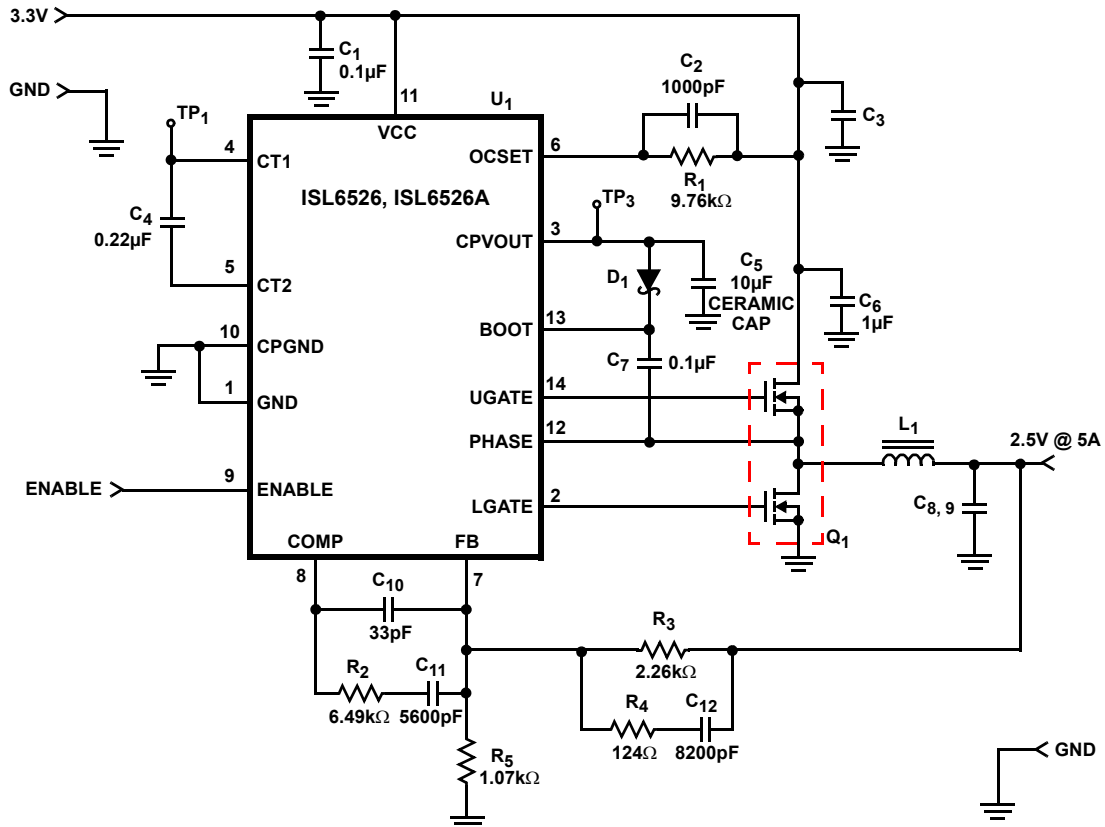 3.3V
GND
C1
0.1µF
11
VCC
U1
C2
1000pF
R1
9.76kΩ
C3
TP1
4
CT1
OCSET
6
ISL6526, ISL6526A
C4
0.22µF
TP3
3
CPVOUT
D1
C5
10µF
CERAMIC
CAP
5
CT2
C6
1µF
10
CPGND
BOOT
13
C7
0.1µF
1
GND
UGATE
14
PHASE
12
L1
2.5V @ 5A
ENABLE
9
ENABLE
LGATE
2
C8, 9
Q1
COMP
FB
8
7
C10
33pF
R2
6.49kΩ
C11
5600pF
R3
2.26kΩ
R4
124Ω
C12
8200pF
R5
1.07kΩ
GND